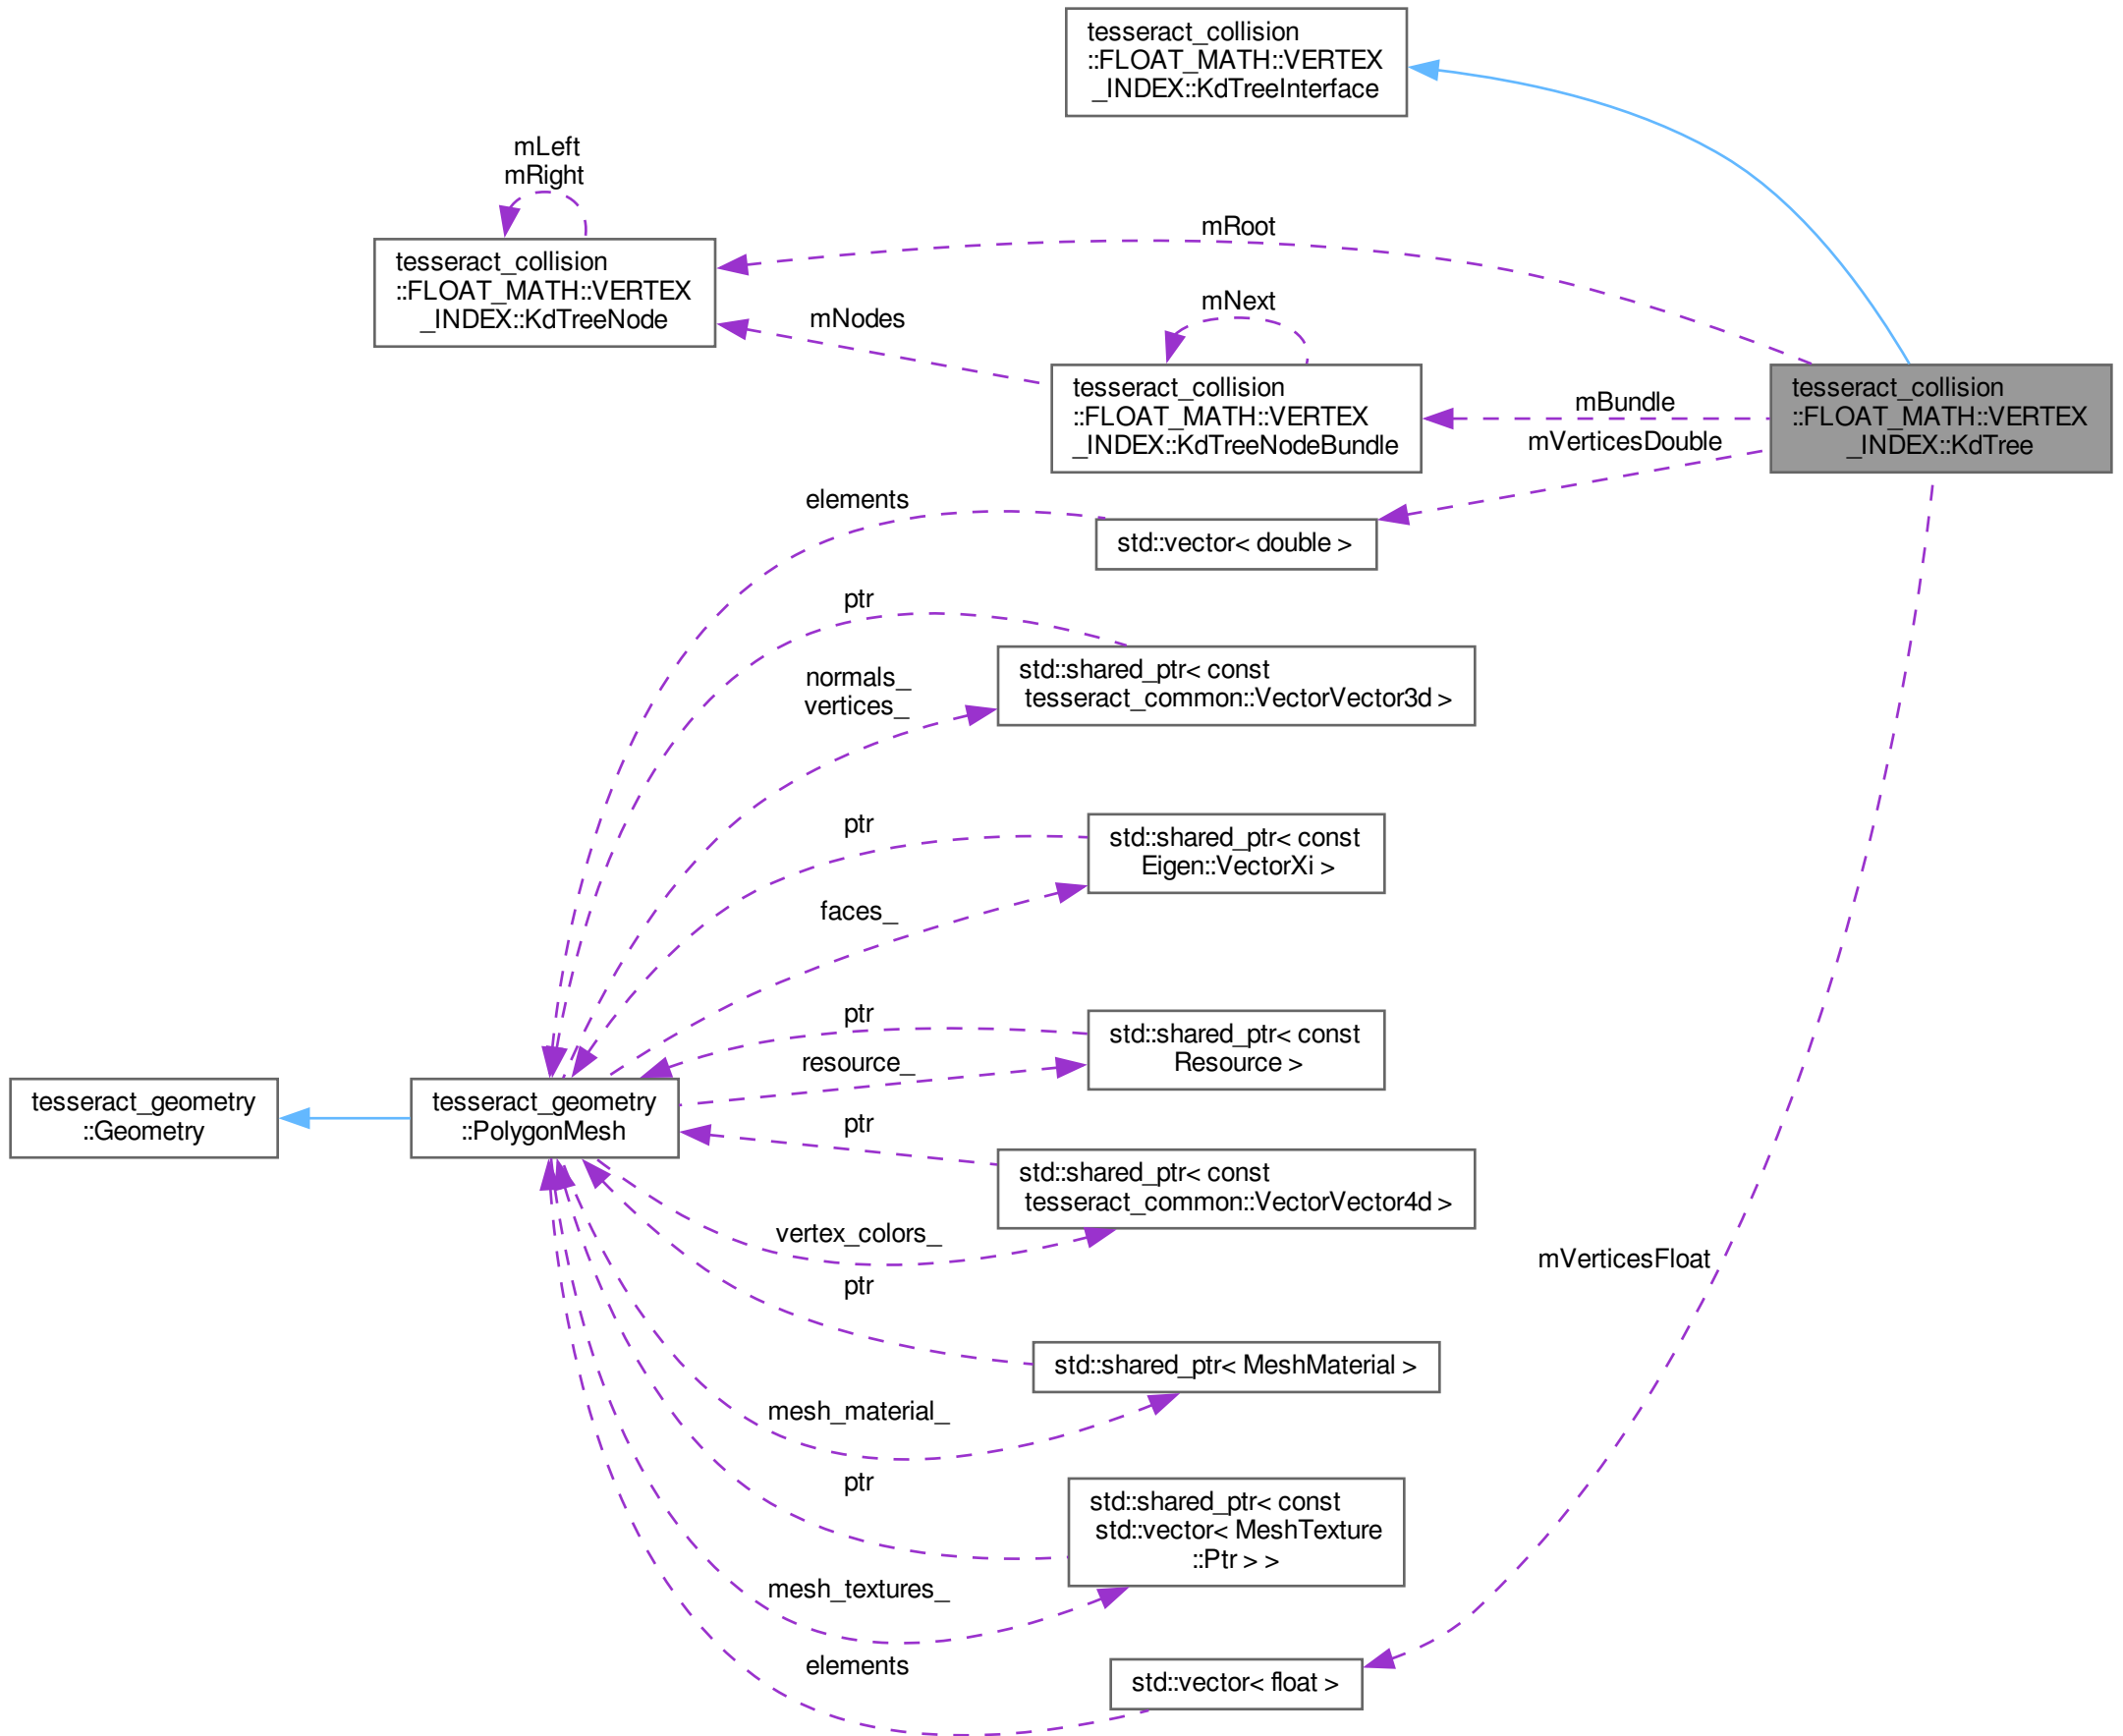 tesseract_collision
::FLOAT_MATH::VERTEX
_INDEX::KdTreeInterface
mLeft
mRight
tesseract_collision
::FLOAT_MATH::VERTEX
_INDEX::KdTreeNode
mRoot
mNodes
mNext
tesseract_collision
::FLOAT_MATH::VERTEX
_INDEX::KdTreeNodeBundle
mBundle
mVerticesDouble
tesseract_collision
::FLOAT_MATH::VERTEX
_INDEX::KdTree
elements
std::vector< double >
ptr
normals_
vertices_
std::shared_ptr< const
tesseract_common::VectorVector3d >
ptr
std::shared_ptr< const
Eigen::VectorXi >
faces_
ptr
std::shared_ptr< const
Resource >
resource_
tesseract_geometry
::Geometry
tesseract_geometry
::PolygonMesh
ptr
std::shared_ptr< const
tesseract_common::VectorVector4d >
vertex_colors_
mVerticesFloat
ptr
std::shared_ptr< MeshMaterial >
mesh_material_
ptr
std::shared_ptr< const
std::vector< MeshTexture
::Ptr > >
mesh_textures_
elements
std::vector< float >